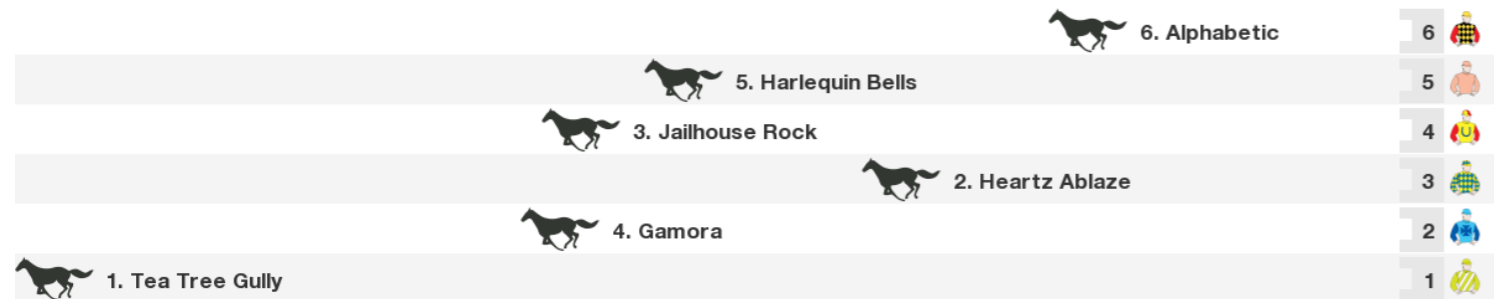 6. Alphabetic 6
5. Harlequin Bells 5
3. Jailhouse Rock 4 U
2. Heartz Ablaze 3
4. Gamora 2
1. Tea Tree Gully 1